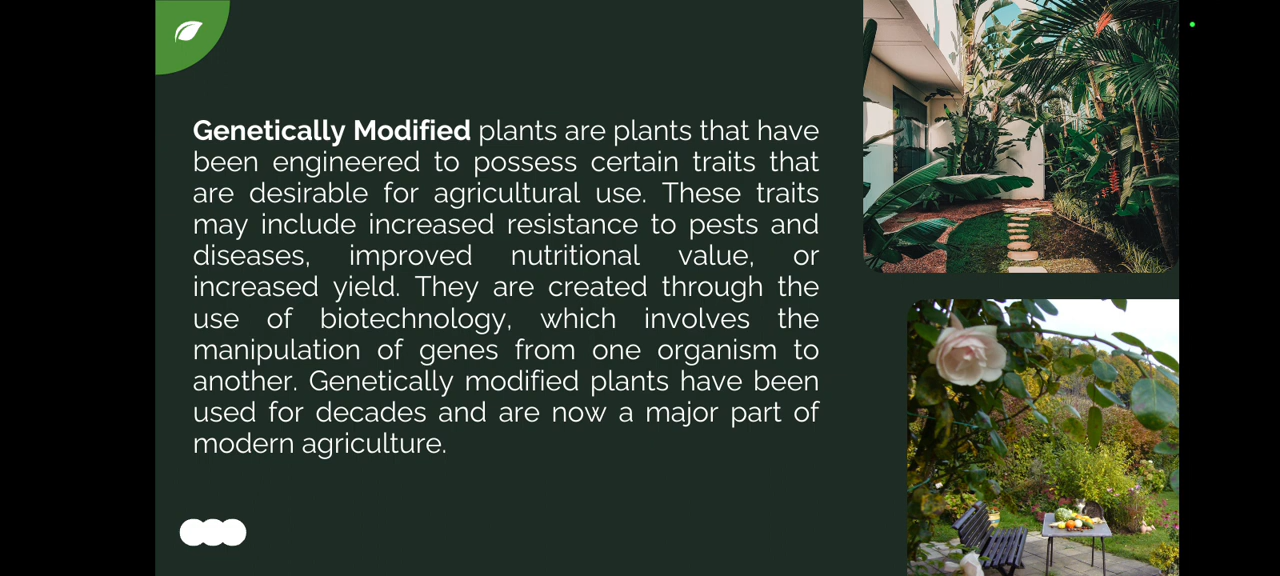 Genetically Modified plants are plants that have
been engineered to possess certain traits that
are desirable for agricultural use. These traits
may include increased resistance to pests and
diseases, improved nutritional value, or
increased yield. They are created through the
use of biotechnology, which involves the
manipulation of genes from one organism to
another. Genetically modified plants have been
used for decades and are now a major part of
modern agriculture.